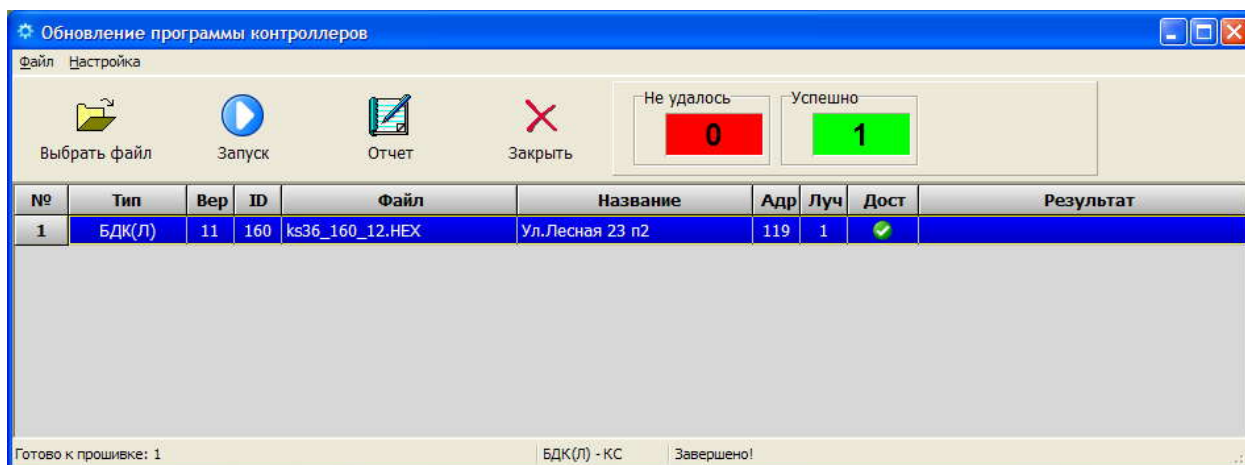 Обновление программы контроллеров
Файл Настройка
Не удалось Успешно
0 1
Выбрать файл Запуск Отчет Закрыть
№ Тип Вер ID Файл Название Адр Луч Дост Результат
1 БДК(Л) 11 160 ks36_160_12.HEX Ул.Лесная 23 п2 119 1
Готово к прошивке: 1 БДК(Л) - КС Завершено!